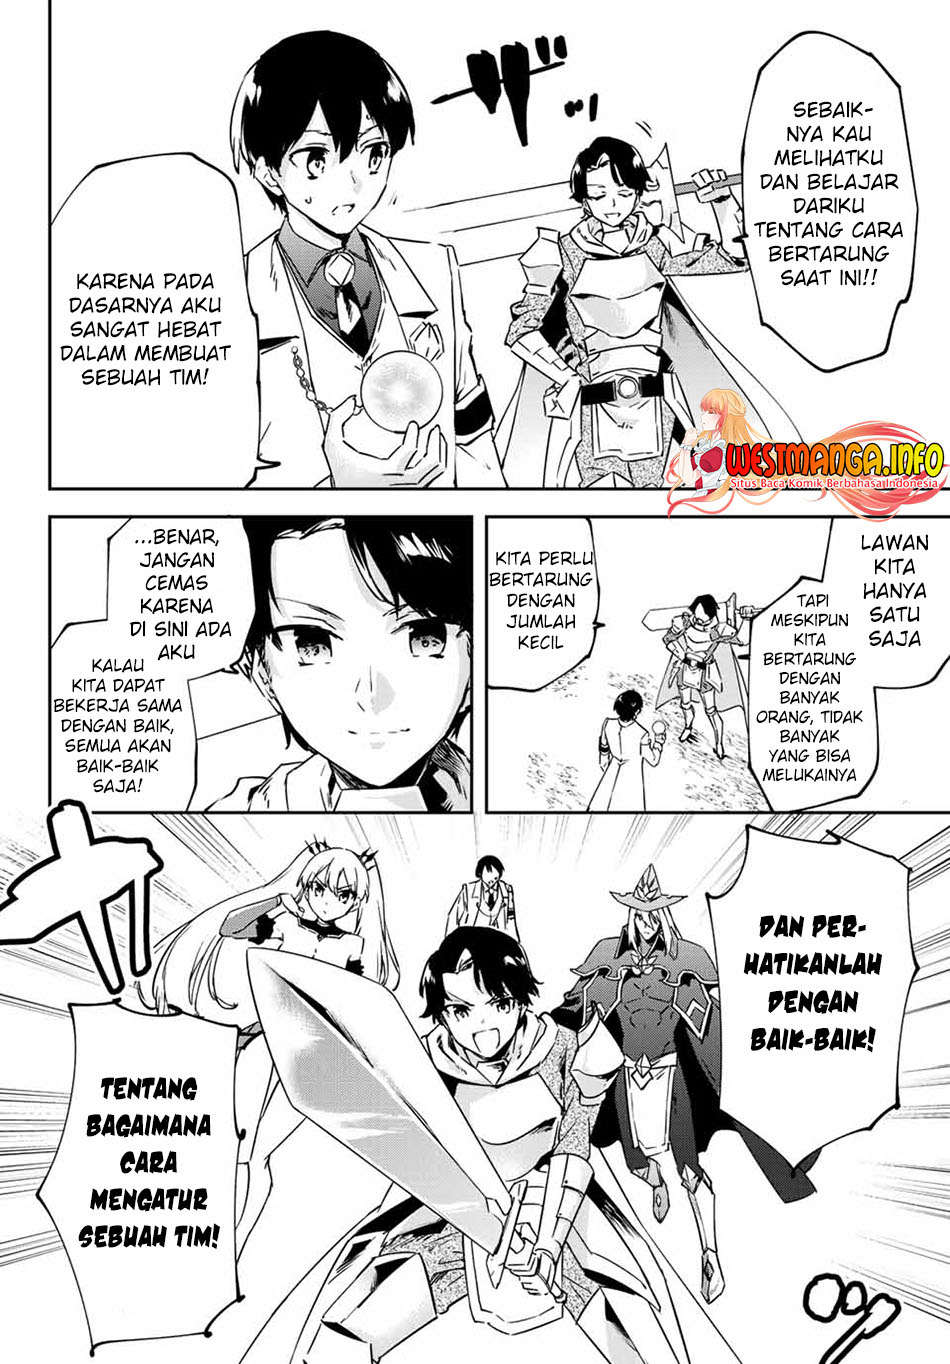 SEBAIK-
NYA KAU
MELIHATKU
DAN BELAJAR
DARIKU
TENTANG CARA
BERTARUNG
SAAT INI!!
KARENA PADA
DASARNYA AKU
SANGAT HEBAT
DALAM MEMBUAT
SEBUAH TIM!
WESTMANGA.INFO
Situs Baca Komik Berbahasa Indonesia
LAWAN
KITA
HANYA
SATU
SAJA
TAPI
MESKIPUN
KITA
BERTARUNG
DENGAN
BANYAK
ORANG, TIDAK
BANYAK
YANG BISA
MELUKAINYA
KITA PERLU
BERTARUNG
DENGAN
JUMLAH
KECIL
...BENAR,
JANGAN
CEMAS
KARENA
DI SINI ADA
AKU
KALAU
KITA DAPAT
BEKERJA SAMA
DENGAN BAIK,
SEMUA AKAN
BAIK-BAIK
SAJA!
DAN PER-
HATIKANLAH
DENGAN
BAIK-BAIK!
TENTANG
BAGAIMANA
CARA
MENGATUR
SEBUAH TIM!